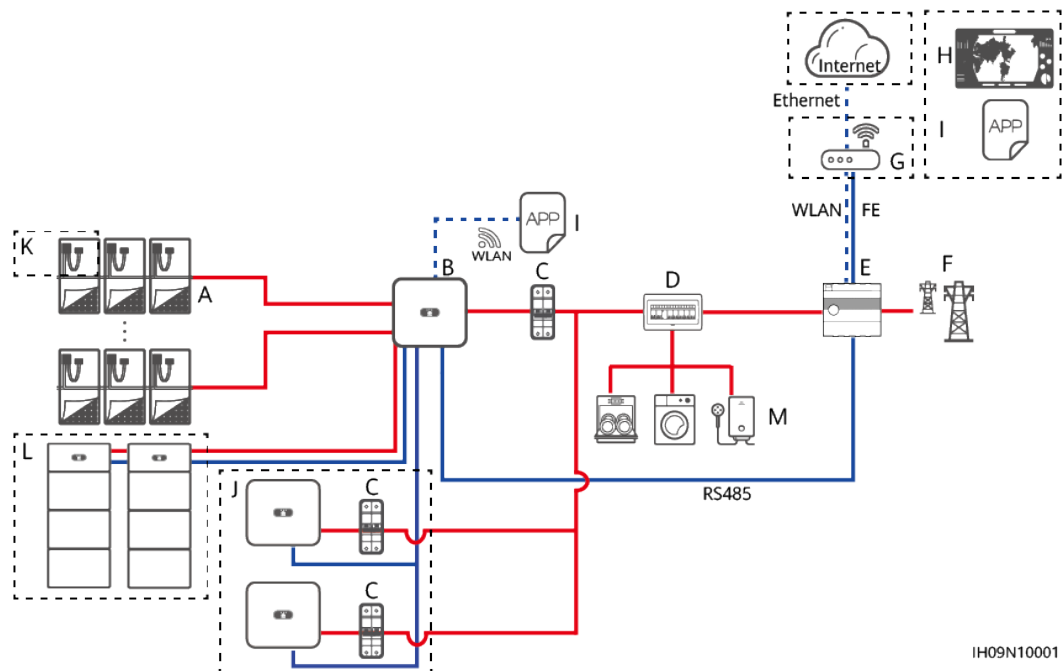 Internet
H
Ethernet
APP
I
G
WLAN
FE
K
APP
I
WLAN
B
C
D
E
F
A
M
L
RS485
J
C
C
IH09N10001